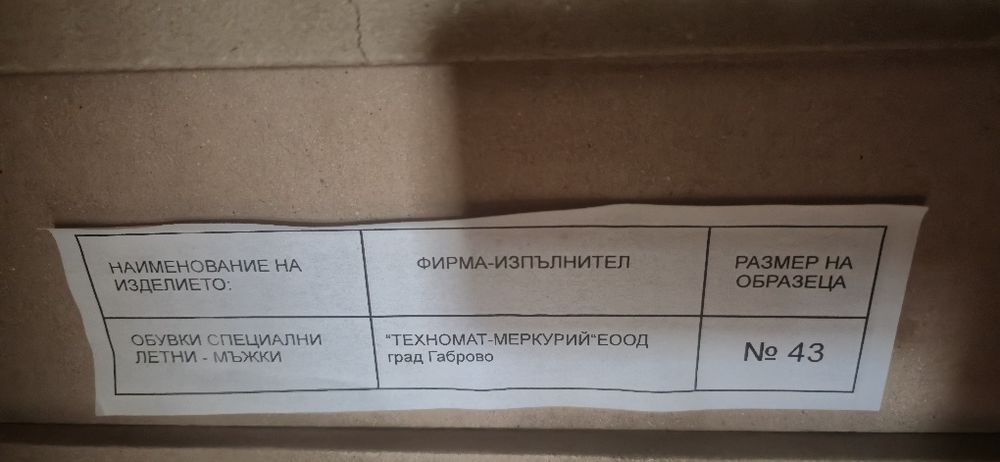 НАИМЕНОВАНИЕ НА
ИЗДЕЛИЕТО:
ФИРМА-ИЗПЪЛНИТЕЛ
РАЗМЕР НА
ОБРАЗЕЦА
ОБУВКИ СПЕЦИАЛНИ
ЛЕТНИ - МЪЖКИ
"ТЕХНОМАТ-МЕРКУРИЙ"ЕООД
град Габрово
№ 43